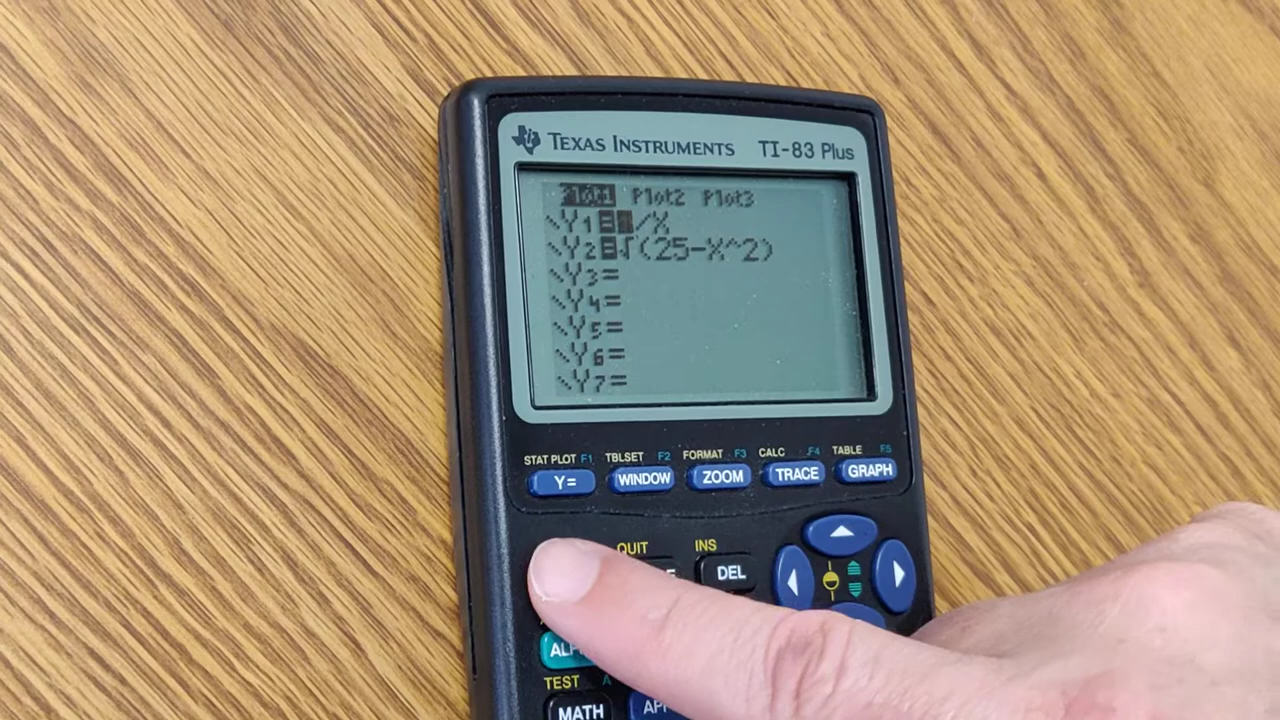 TEXAS INSTRUMENTS TI-83 Plus
Plot1 Plot2 Plot3
\Y1=1/X
\Y2=√(25-X^2)
\Y3=
\Y4=
\Y5=
\Y6=
\Y7=
STAT PLOT F1 TBLSET F2 FORMAT F3 CALC F4 TABLE F5
Y= WINDOW ZOOM TRACE GRAPH
QUIT INS
DEL
TEST A
MATH